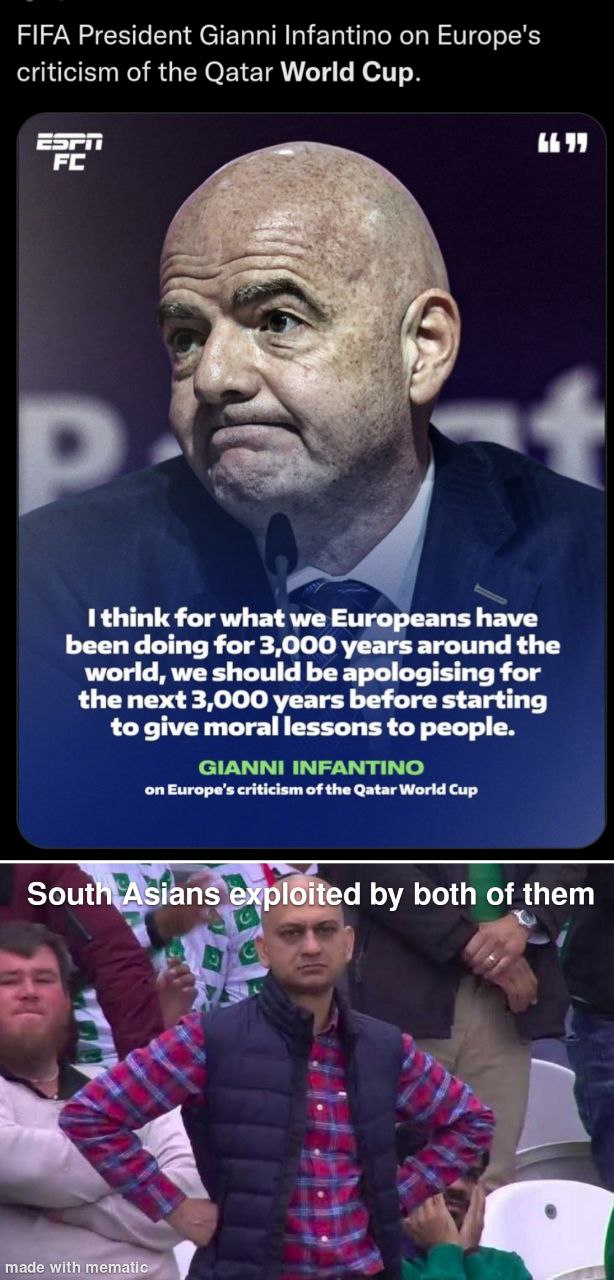 FIFA President Gianni Infantino on Europe's
criticism of the Qatar World Cup.
ESPN
FC
I think for what we Europeans have
been doing for 3,000 years around the
world, we should be apologising for
the next 3,000 years before starting
to give moral lessons to people.
GIANNI INFANTINO
on Europe's criticism of the Qatar World Cup
South Asians exploited by both of them
made with mematic